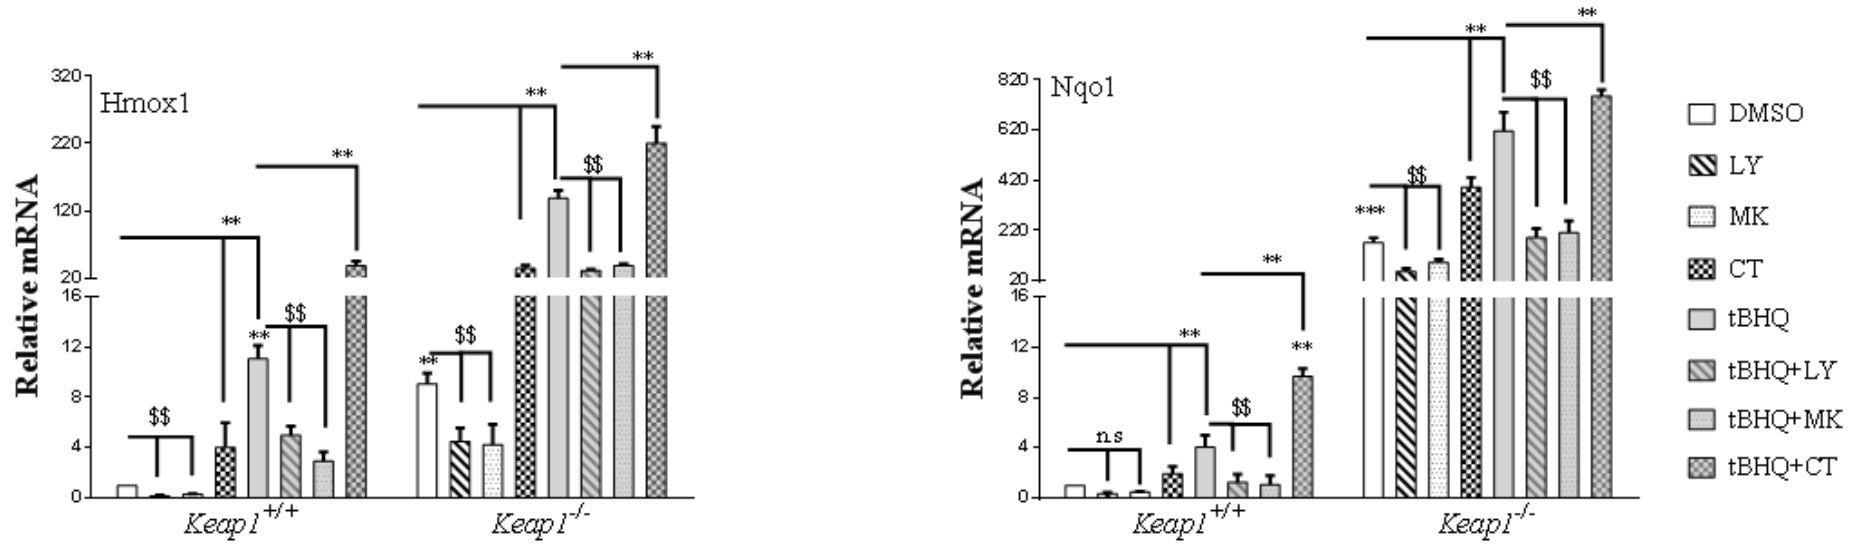 Hmox1
Relative mRNA
320
220
120
20
16
12
8
4
0
**
**
**
**
**
$$
**
$$
$$
**
$$
Keap1+/+
Keap1-/-
Nqo1
Relative mRNA
820
620
420
220
20
16
12
8
4
0
**
**
$$
$$
***
**
**
**
$$
ns
Keap1+/+
Keap1-/-
DMSO
LY
MK
CT
tBHQ
tBHQ+LY
tBHQ+MK
tBHQ+CT